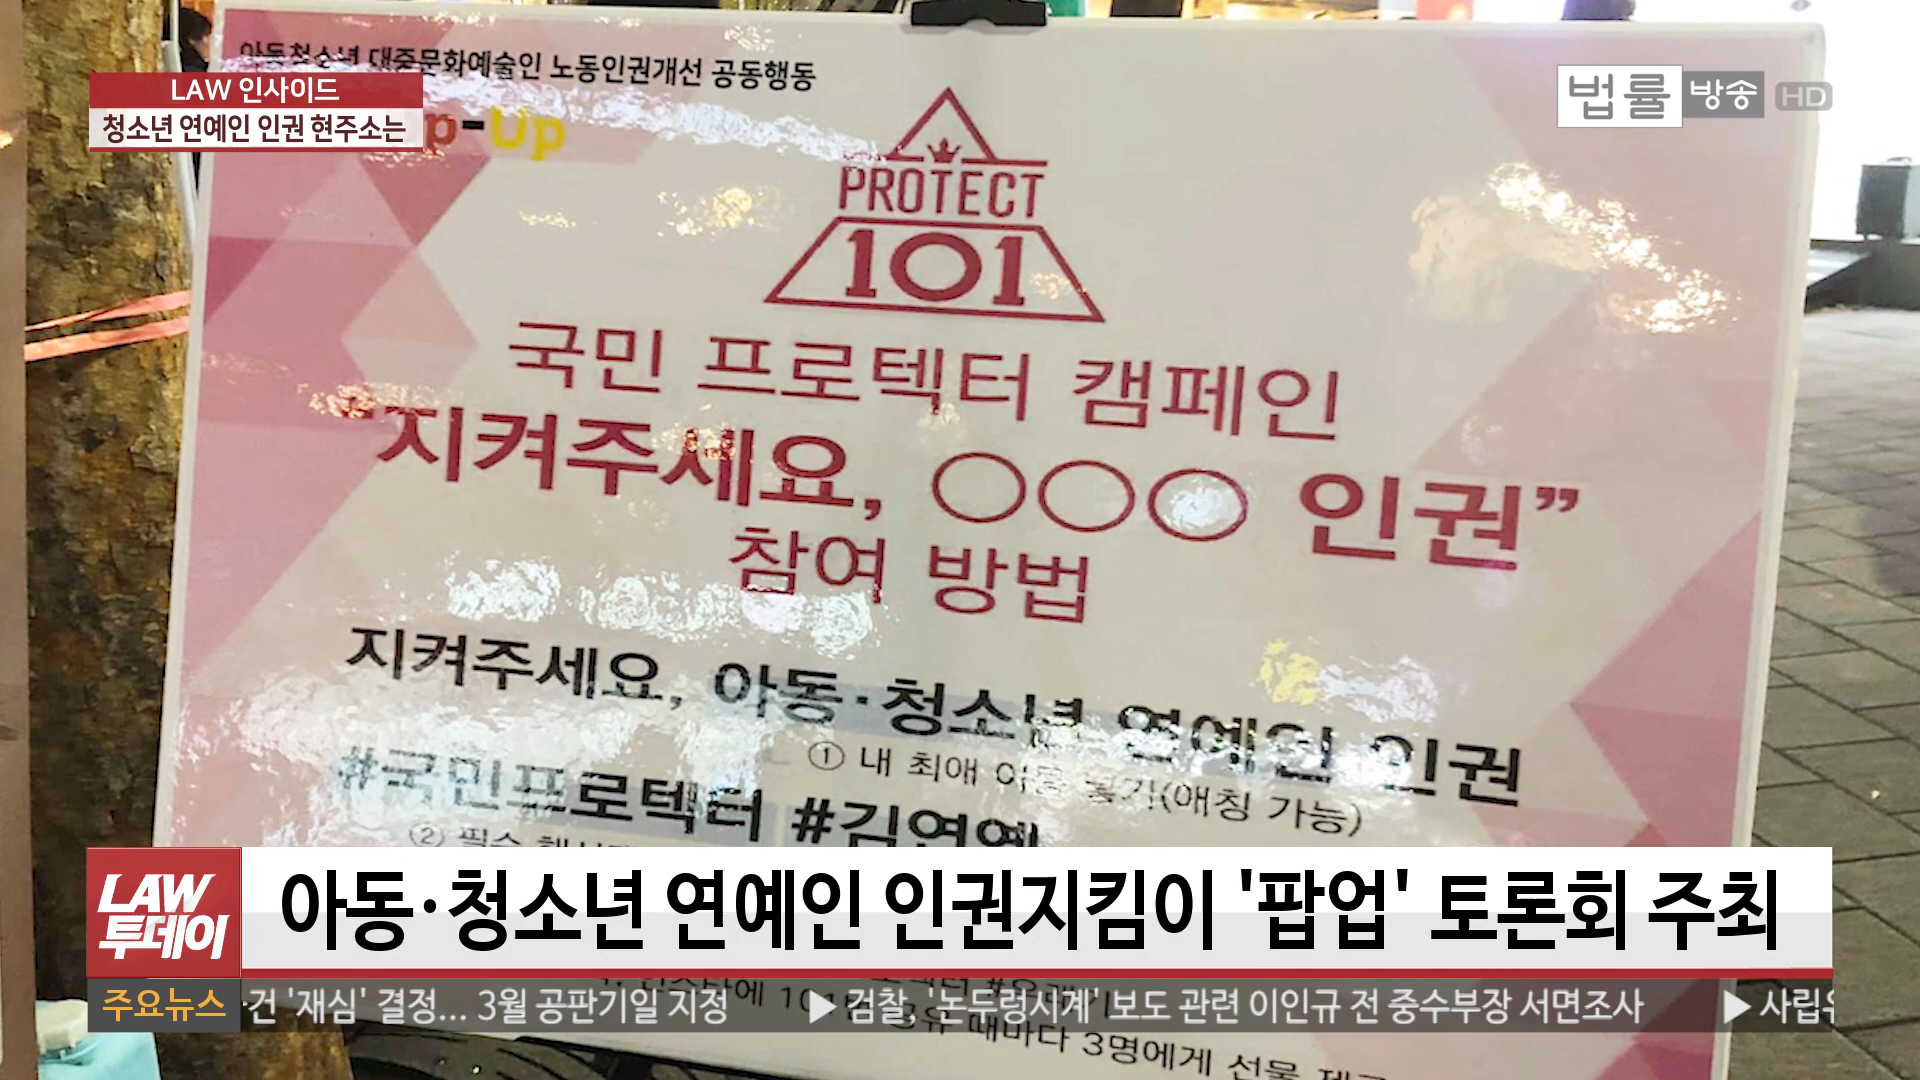 아동청소년 대중문화예술인 노동인권개선 공동행동
LAW 인사이드
청소년 연예인 인권 현주소는
p-Up
법률방송 HD
PROTECT
101
국민 프로텍터 캠페인
"지켜주세요, ○○○ 인권"
참여 방법
지켜주세요, 아동·청소년 연예인 인권
① 내 최애 이름 넣기(애칭 가능)
#국민프로텍터 #김연예
② 필수
LAW
투데이
아동·청소년 연예인 인권지킴이 '팝업' 토론회 주최
주요뉴스 건 '재심' 결정... 3월 공판기일 지정 ▶ 검찰, '논두렁시계' 보도 관련 이인규 전 중수부장 서면조사 ▶ 사립
때마다 3명에게 선물